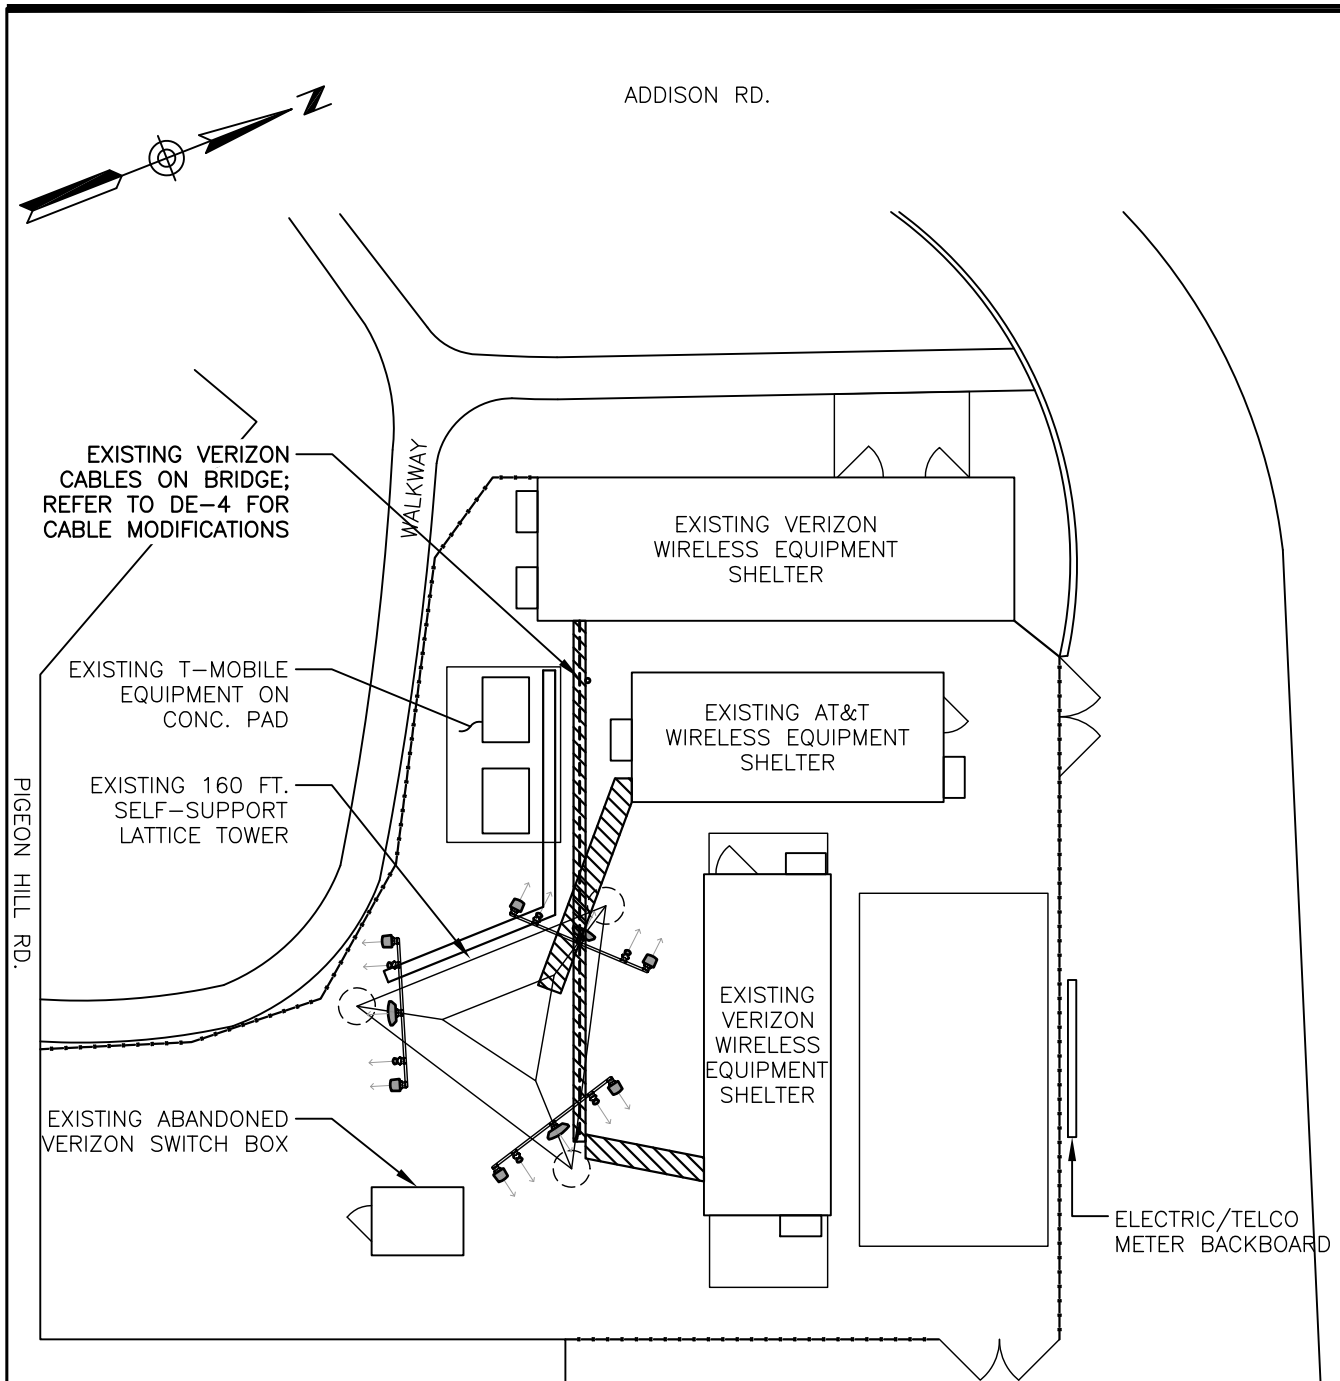 ADDISON RD.
N
EXISTING VERIZON
CABLES ON BRIDGE;
REFER TO DE-4 FOR
CABLE MODIFICATIONS
WALKWAY
EXISTING VERIZON
WIRELESS EQUIPMENT
SHELTER
EXISTING T-MOBILE
EQUIPMENT ON
CONC. PAD
EXISTING AT&T
WIRELESS EQUIPMENT
SHELTER
EXISTING 160 FT.
SELF-SUPPORT
LATTICE TOWER
PIGEON HILL RD.
EXISTING
VERIZON
WIRELESS
EQUIPMENT
SHELTER
EXISTING ABANDONED
VERIZON SWITCH BOX
ELECTRIC/TELCO
METER BACKBOARD